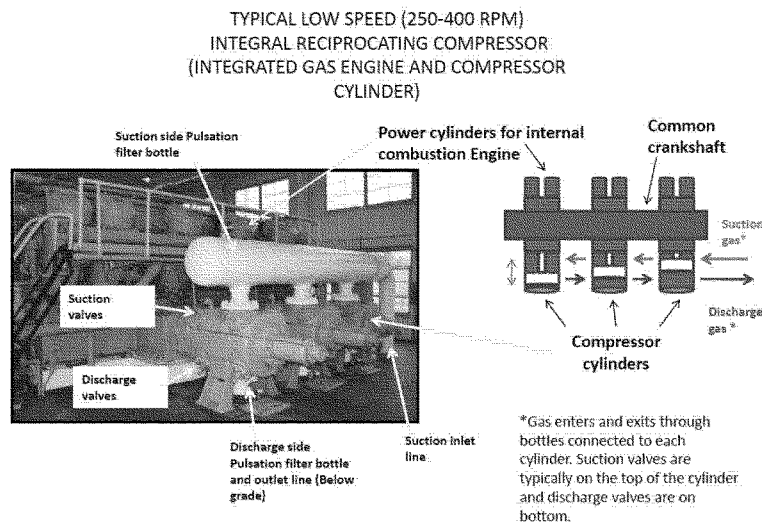 TYPICAL LOW SPEED (250-400 RPM)
INTEGRAL RECIPROCATING COMPRESSOR
(INTEGRATED GAS ENGINE AND COMPRESSOR
CYLINDER)
Suction side Pulsation
filter bottle
Power cylinders for internal
combustion Engine
Common
crankshaft
Suction
gas*
Discharge
gas *
Suction
valves
Discharge
valves
Compressor
cylinders
Discharge side
Pulsation filter bottle
and outlet line (Below
grade)
Suction inlet
line
*Gas enters and exits through
bottles connected to each
cylinder. Suction valves are
typically on the top of the cylinder
and discharge valves are on
bottom.